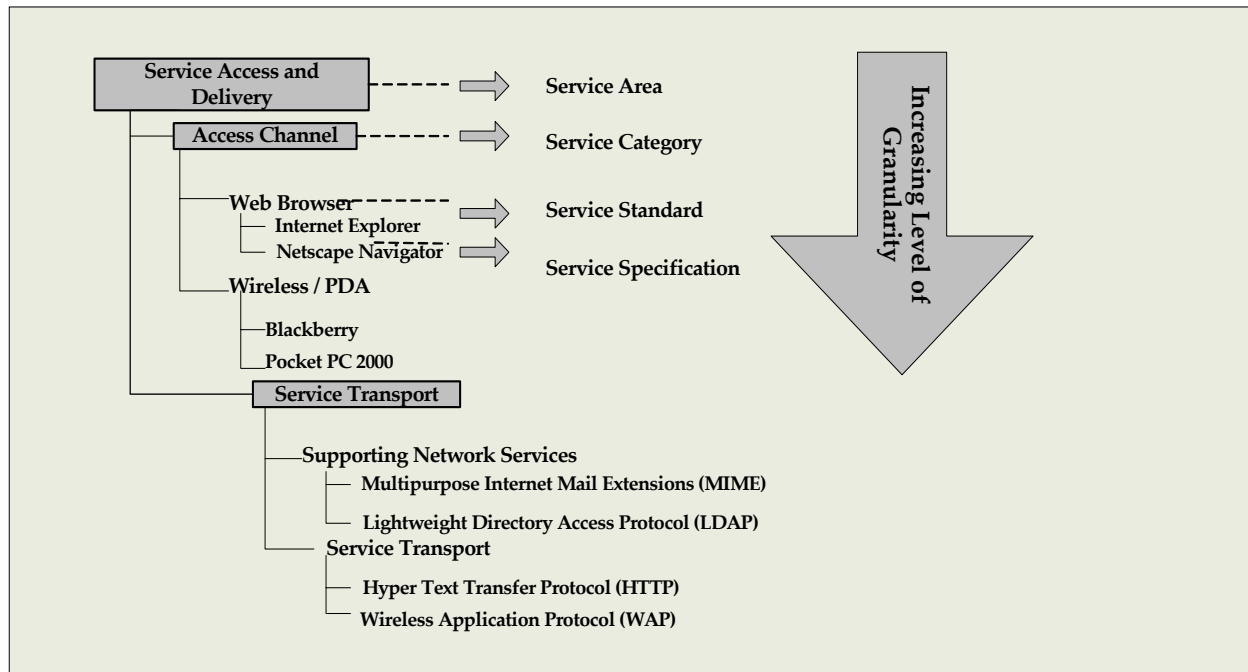 Service Access and
Delivery
Service Area
Access Channel
Service Category
Web Browser
Service Standard
Internet Explorer
Netscape Navigator
Service Specification
Wireless / PDA
Blackberry
Pocket PC 2000
Service Transport
Supporting Network Services
Multipurpose Internet Mail Extensions (MIME)
Lightweight Directory Access Protocol (LDAP)
Service Transport
Hyper Text Transfer Protocol (HTTP)
Wireless Application Protocol (WAP)
Increasing Level of
Granularity